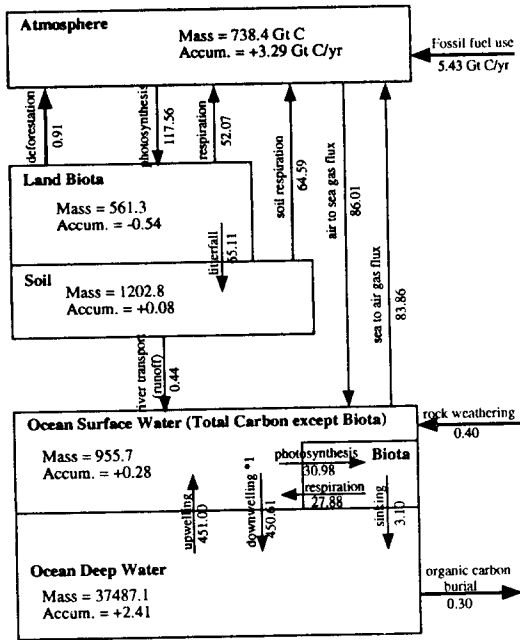 Atmosphere
Mass = 738.4 Gt C
Accum. = +3.29 Gt C/yr
Fossil fuel use
5.43 Gt C/yr
deforestation
0.91
photosynthesis
117.56
respiration
52.07
soil respiration
64.59
air to sea gas flux
86.01
sea to air gas flux
83.86
Land Biota
Mass = 561.3
Accum. = -0.54
litterfall
65.11
Soil
Mass = 1202.8
Accum. = +0.08
river transport
(runoff)
0.44
Ocean Surface Water (Total Carbon except Biota)
Mass = 955.7
Accum. = +0.28
rock weathering
0.40
photosynthesis
30.98
Biota
respiration
27.88
upwelling
451.00
downwelling *1
450.61
sinking
3.10
Ocean Deep Water
Mass = 37487.1
Accum. = +2.41
organic carbon
burial
0.30